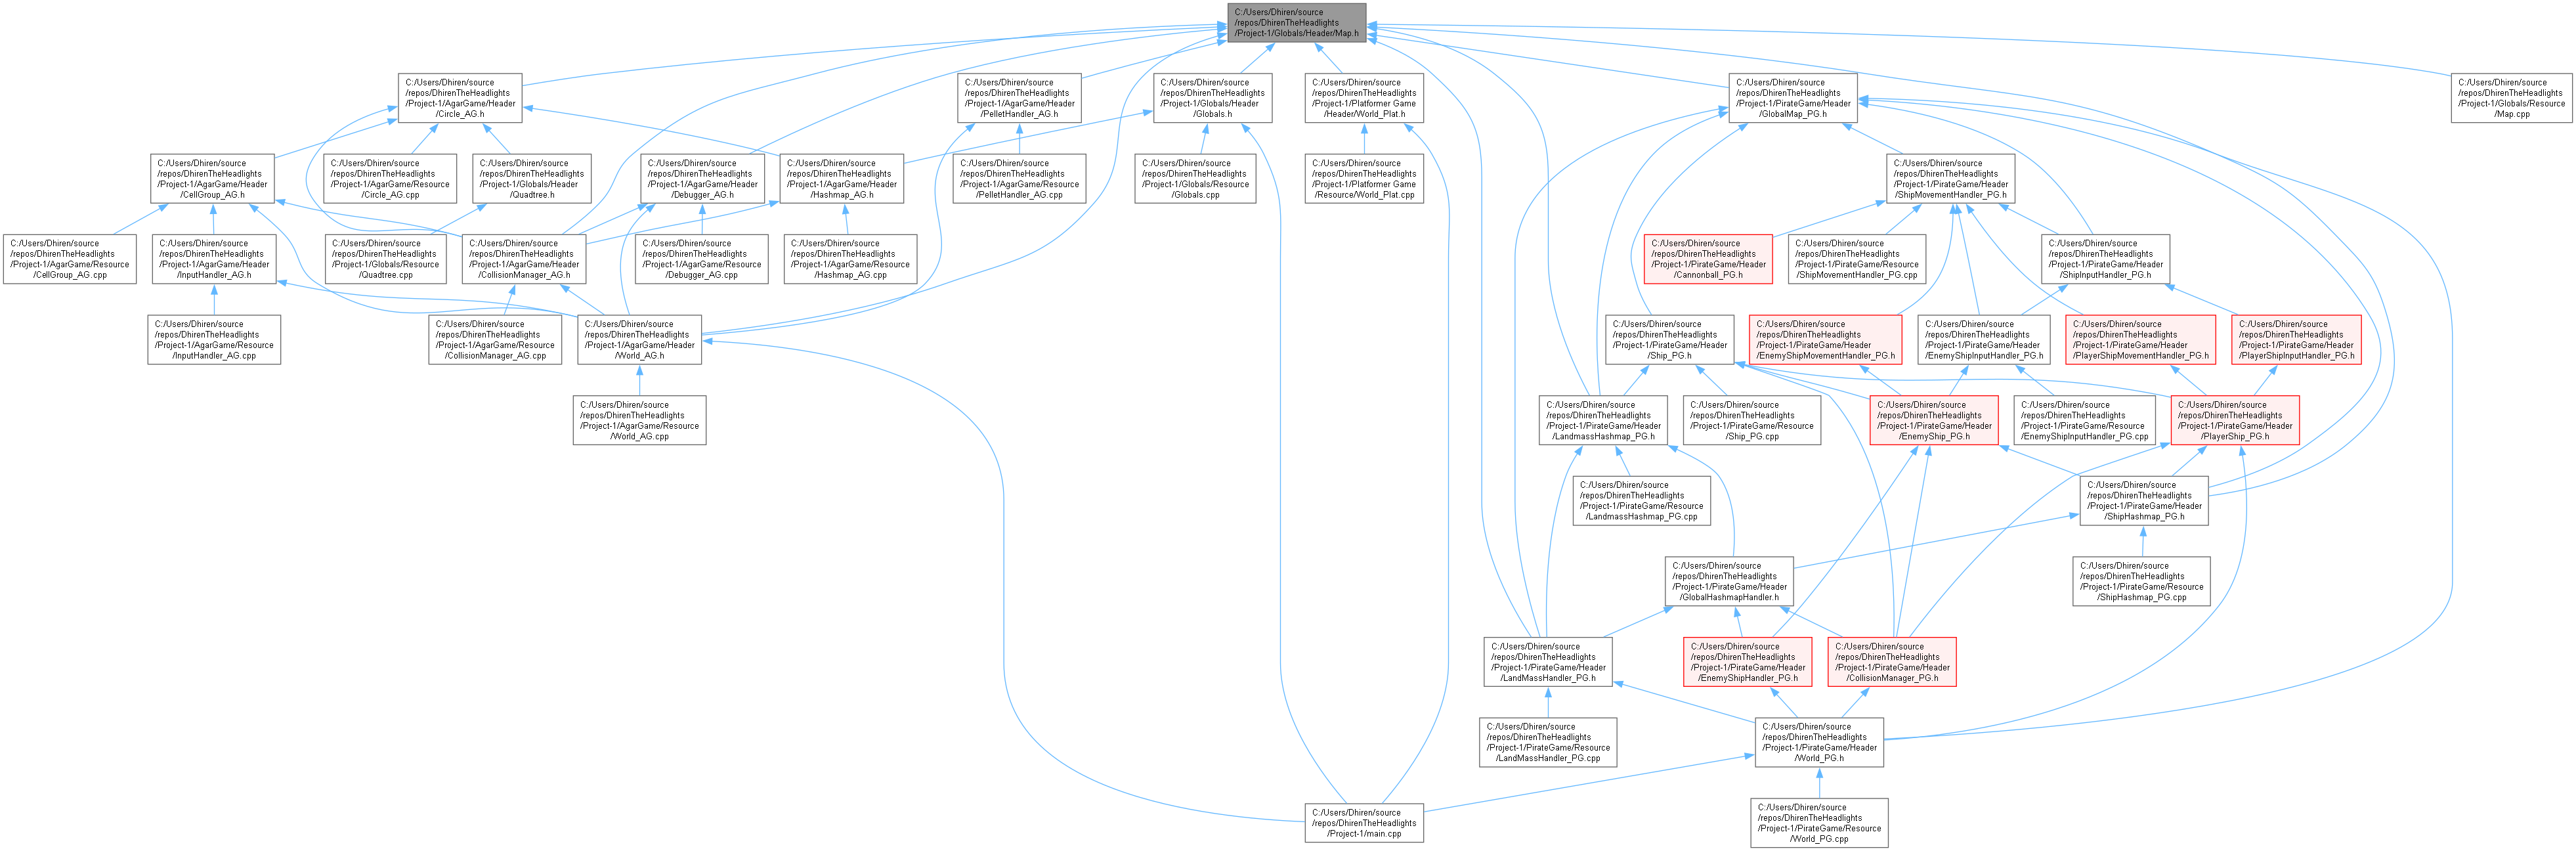 C:/Users/Dhiren/source
/repos/DhirenTheHeadlights
/Project-1/Globals/Header/Map.h
C:/Users/Dhiren/source
/repos/DhirenTheHeadlights
/Project-1/AgarGame/Header
/Circle_AG.h
C:/Users/Dhiren/source
/repos/DhirenTheHeadlights
/Project-1/AgarGame/Header
/PelletHandler_AG.h
C:/Users/Dhiren/source
/repos/DhirenTheHeadlights
/Project-1/Globals/Header
/Globals.h
C:/Users/Dhiren/source
/repos/DhirenTheHeadlights
/Project-1/Platformer Game
/Header/World_Plat.h
C:/Users/Dhiren/source
/repos/DhirenTheHeadlights
/Project-1/PirateGame/Header
/GlobalMap_PG.h
C:/Users/Dhiren/source
/repos/DhirenTheHeadlights
/Project-1/Globals/Resource
/Map.cpp
C:/Users/Dhiren/source
/repos/DhirenTheHeadlights
/Project-1/AgarGame/Header
/CellGroup_AG.h
C:/Users/Dhiren/source
/repos/DhirenTheHeadlights
/Project-1/AgarGame/Resource
/Circle_AG.cpp
C:/Users/Dhiren/source
/repos/DhirenTheHeadlights
/Project-1/Globals/Header
/Quadtree.h
C:/Users/Dhiren/source
/repos/DhirenTheHeadlights
/Project-1/AgarGame/Header
/Debugger_AG.h
C:/Users/Dhiren/source
/repos/DhirenTheHeadlights
/Project-1/AgarGame/Header
/Hashmap_AG.h
C:/Users/Dhiren/source
/repos/DhirenTheHeadlights
/Project-1/AgarGame/Resource
/PelletHandler_AG.cpp
C:/Users/Dhiren/source
/repos/DhirenTheHeadlights
/Project-1/Globals/Resource
/Globals.cpp
C:/Users/Dhiren/source
/repos/DhirenTheHeadlights
/Project-1/Platformer Game
/Resource/World_Plat.cpp
C:/Users/Dhiren/source
/repos/DhirenTheHeadlights
/Project-1/PirateGame/Header
/ShipMovementHandler_PG.h
C:/Users/Dhiren/source
/repos/DhirenTheHeadlights
/Project-1/AgarGame/Resource
/CellGroup_AG.cpp
C:/Users/Dhiren/source
/repos/DhirenTheHeadlights
/Project-1/AgarGame/Header
/InputHandler_AG.h
C:/Users/Dhiren/source
/repos/DhirenTheHeadlights
/Project-1/Globals/Resource
/Quadtree.cpp
C:/Users/Dhiren/source
/repos/DhirenTheHeadlights
/Project-1/AgarGame/Header
/CollisionManager_AG.h
C:/Users/Dhiren/source
/repos/DhirenTheHeadlights
/Project-1/AgarGame/Resource
/Debugger_AG.cpp
C:/Users/Dhiren/source
/repos/DhirenTheHeadlights
/Project-1/AgarGame/Resource
/Hashmap_AG.cpp
C:/Users/Dhiren/source
/repos/DhirenTheHeadlights
/Project-1/PirateGame/Header
/Cannonball_PG.h
C:/Users/Dhiren/source
/repos/DhirenTheHeadlights
/Project-1/PirateGame/Resource
/ShipMovementHandler_PG.cpp
C:/Users/Dhiren/source
/repos/DhirenTheHeadlights
/Project-1/PirateGame/Header
/ShipInputHandler_PG.h
C:/Users/Dhiren/source
/repos/DhirenTheHeadlights
/Project-1/AgarGame/Resource
/InputHandler_AG.cpp
C:/Users/Dhiren/source
/repos/DhirenTheHeadlights
/Project-1/AgarGame/Resource
/CollisionManager_AG.cpp
C:/Users/Dhiren/source
/repos/DhirenTheHeadlights
/Project-1/AgarGame/Header
/World_AG.h
C:/Users/Dhiren/source
/repos/DhirenTheHeadlights
/Project-1/PirateGame/Header
/Ship_PG.h
C:/Users/Dhiren/source
/repos/DhirenTheHeadlights
/Project-1/PirateGame/Header
/EnemyShipMovementHandler_PG.h
C:/Users/Dhiren/source
/repos/DhirenTheHeadlights
/Project-1/PirateGame/Header
/EnemyShipInputHandler_PG.h
C:/Users/Dhiren/source
/repos/DhirenTheHeadlights
/Project-1/PirateGame/Header
/PlayerShipMovementHandler_PG.h
C:/Users/Dhiren/source
/repos/DhirenTheHeadlights
/Project-1/PirateGame/Header
/PlayerShipInputHandler_PG.h
C:/Users/Dhiren/source
/repos/DhirenTheHeadlights
/Project-1/AgarGame/Resource
/World_AG.cpp
C:/Users/Dhiren/source
/repos/DhirenTheHeadlights
/Project-1/PirateGame/Header
/LandmassHashmap_PG.h
C:/Users/Dhiren/source
/repos/DhirenTheHeadlights
/Project-1/PirateGame/Resource
/Ship_PG.cpp
C:/Users/Dhiren/source
/repos/DhirenTheHeadlights
/Project-1/PirateGame/Header
/EnemyShip_PG.h
C:/Users/Dhiren/source
/repos/DhirenTheHeadlights
/Project-1/PirateGame/Resource
/EnemyShipInputHandler_PG.cpp
C:/Users/Dhiren/source
/repos/DhirenTheHeadlights
/Project-1/PirateGame/Header
/PlayerShip_PG.h
C:/Users/Dhiren/source
/repos/DhirenTheHeadlights
/Project-1/PirateGame/Resource
/LandmassHashmap_PG.cpp
C:/Users/Dhiren/source
/repos/DhirenTheHeadlights
/Project-1/PirateGame/Header
/ShipHashmap_PG.h
C:/Users/Dhiren/source
/repos/DhirenTheHeadlights
/Project-1/PirateGame/Header
/GlobalHashmapHandler.h
C:/Users/Dhiren/source
/repos/DhirenTheHeadlights
/Project-1/PirateGame/Resource
/ShipHashmap_PG.cpp
C:/Users/Dhiren/source
/repos/DhirenTheHeadlights
/Project-1/PirateGame/Header
/LandMassHandler_PG.h
C:/Users/Dhiren/source
/repos/DhirenTheHeadlights
/Project-1/PirateGame/Header
/EnemyShipHandler_PG.h
C:/Users/Dhiren/source
/repos/DhirenTheHeadlights
/Project-1/PirateGame/Header
/CollisionManager_PG.h
C:/Users/Dhiren/source
/repos/DhirenTheHeadlights
/Project-1/PirateGame/Resource
/LandMassHandler_PG.cpp
C:/Users/Dhiren/source
/repos/DhirenTheHeadlights
/Project-1/PirateGame/Header
/World_PG.h
C:/Users/Dhiren/source
/repos/DhirenTheHeadlights
/Project-1/main.cpp
C:/Users/Dhiren/source
/repos/DhirenTheHeadlights
/Project-1/PirateGame/Resource
/World_PG.cpp